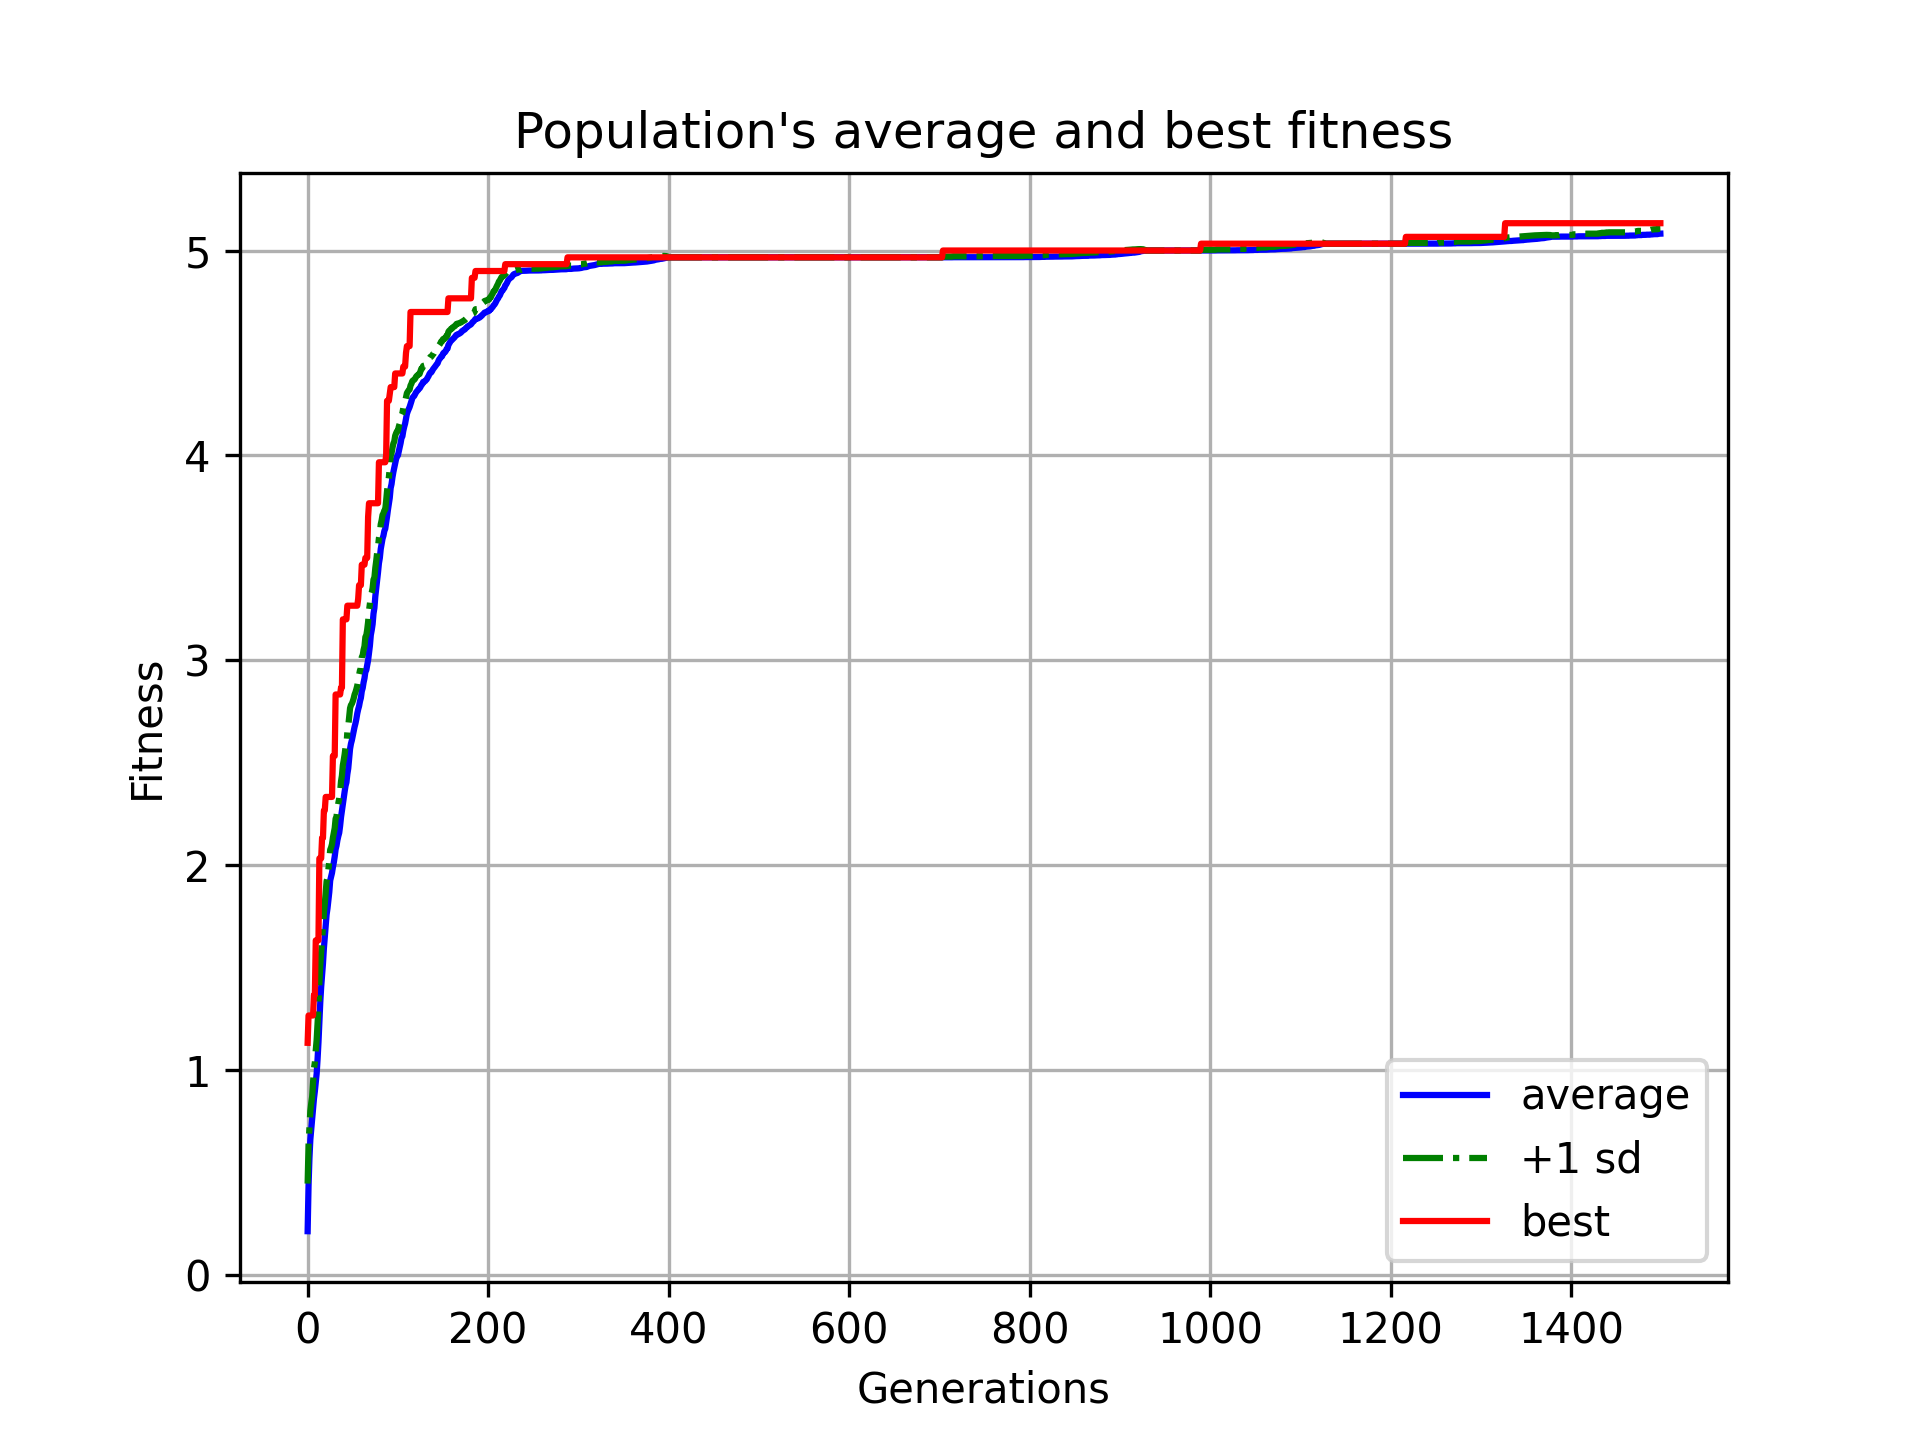 Population's average and best fitness
Fitness
5
4
3
2
1
0
0 200 400 600 800 1000 1200 1400
Generations
average
+1 sd
best